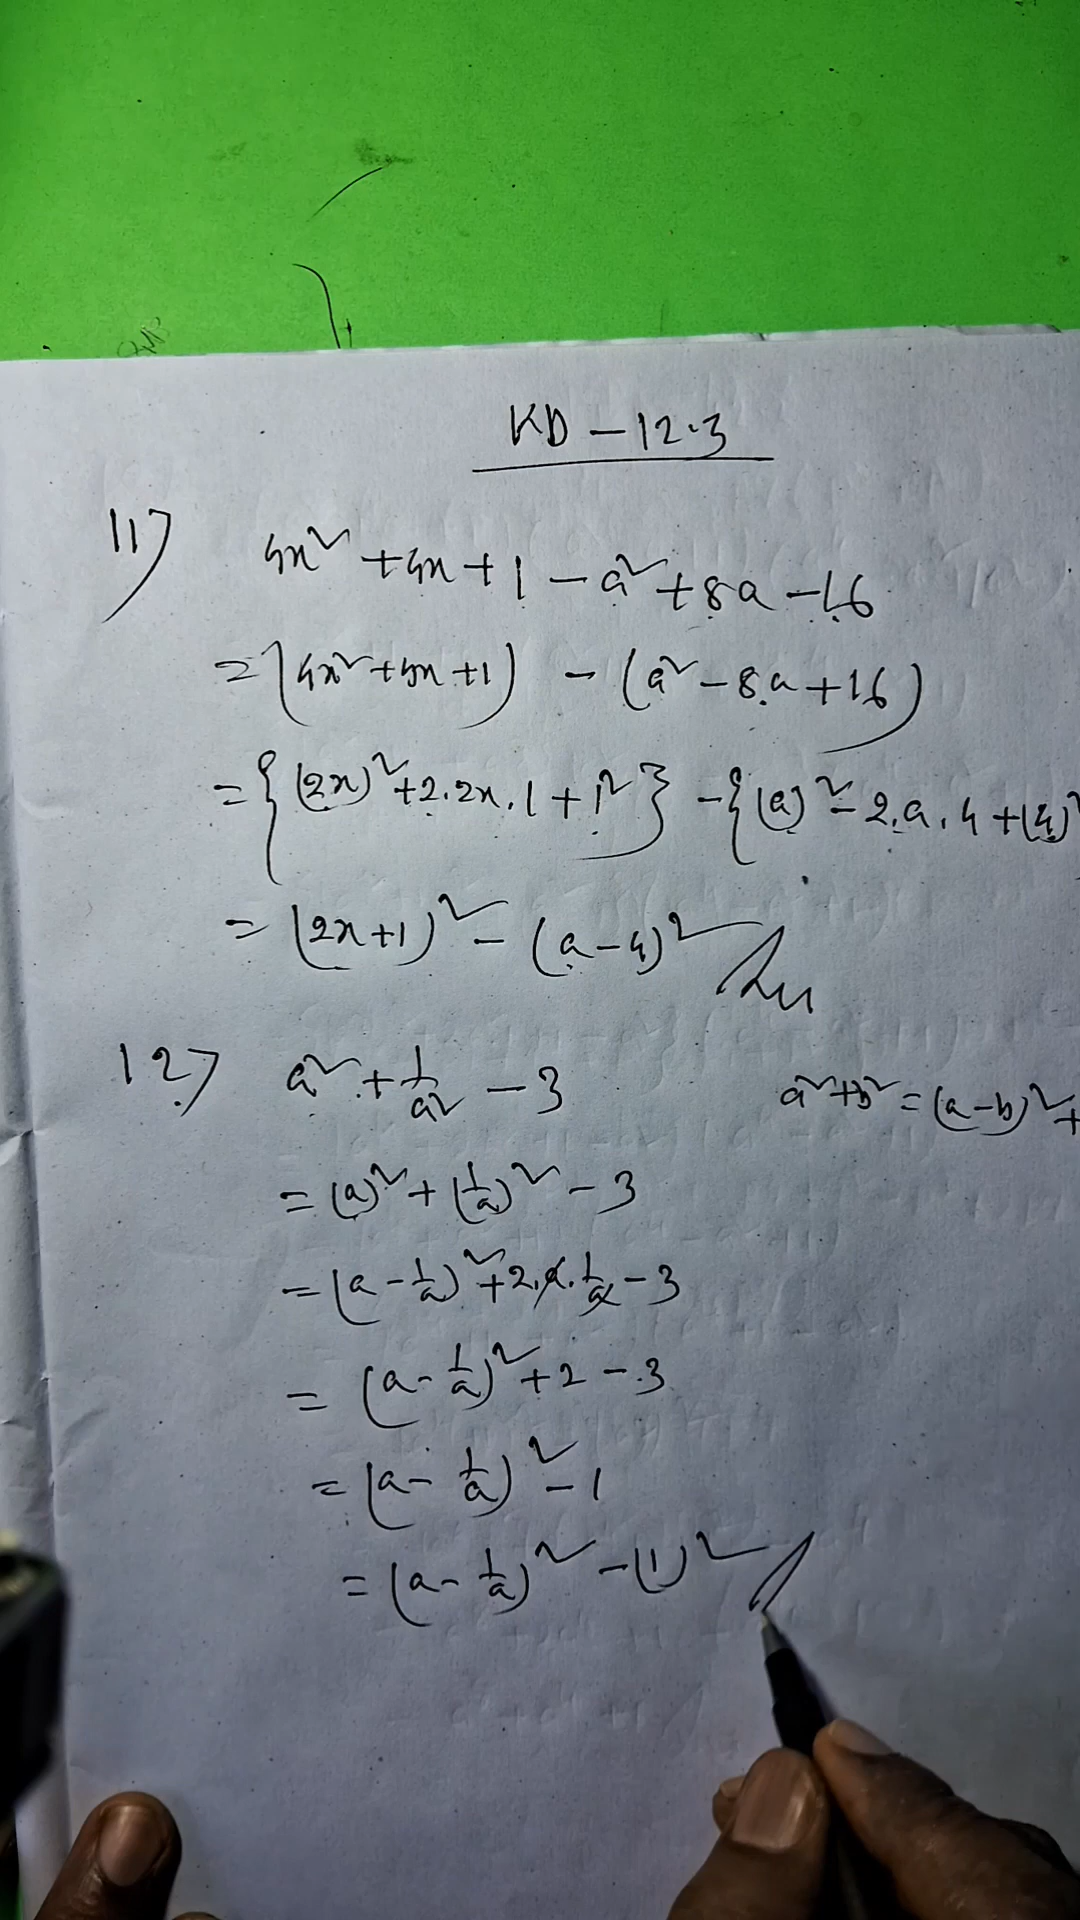 KD - 12.3
11) 4x² + 4x + 1 - a² + 8a - 16
= (4x² + 4x + 1) - (a² - 8a + 16)
= {(2x)² + 2.2x.1 + 1²} - {(a)² - 2.a.4 + (4)²
= (2x+1)² - (a-4)²
12) a² + 1/a² - 3
a² + b² = (a-b)² +
= (a)² + (1/a)² - 3
= (a - 1/a)² + 2.a.1/a - 3
= (a - 1/a)² + 2 - 3
= (a - 1/a)² - 1
= (a - 1/a)² - (1)²